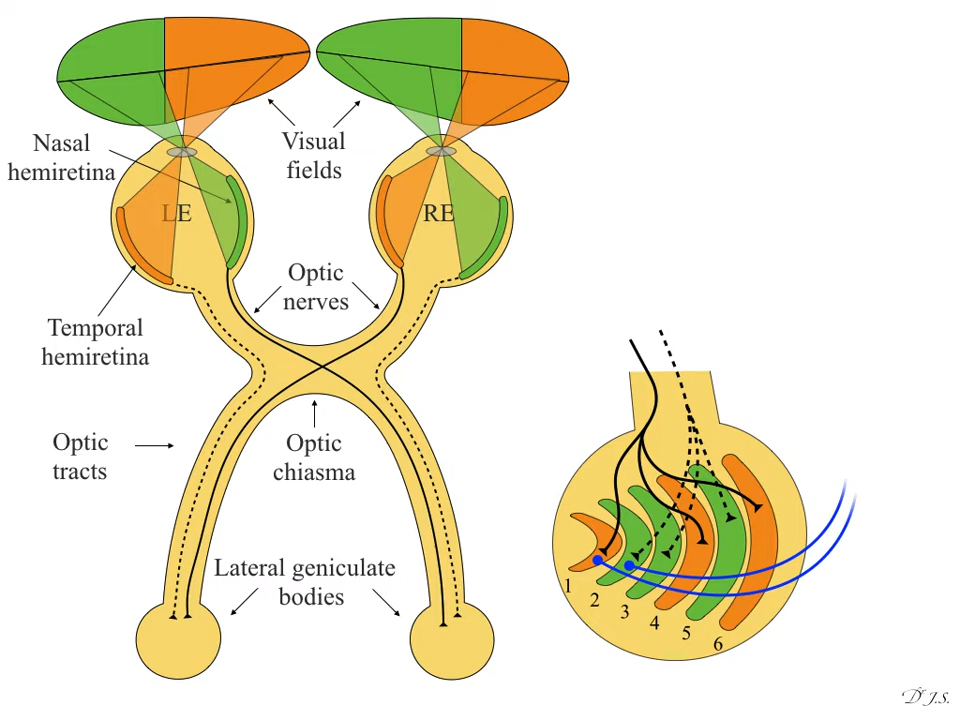 Nasal
hemiretina
Visual
fields
LE
RE
Optic
nerves
Temporal
hemiretina
Optic
tracts
Optic
chiasma
Lateral geniculate
bodies
1
2
3
4
5
6
Dr J.S.